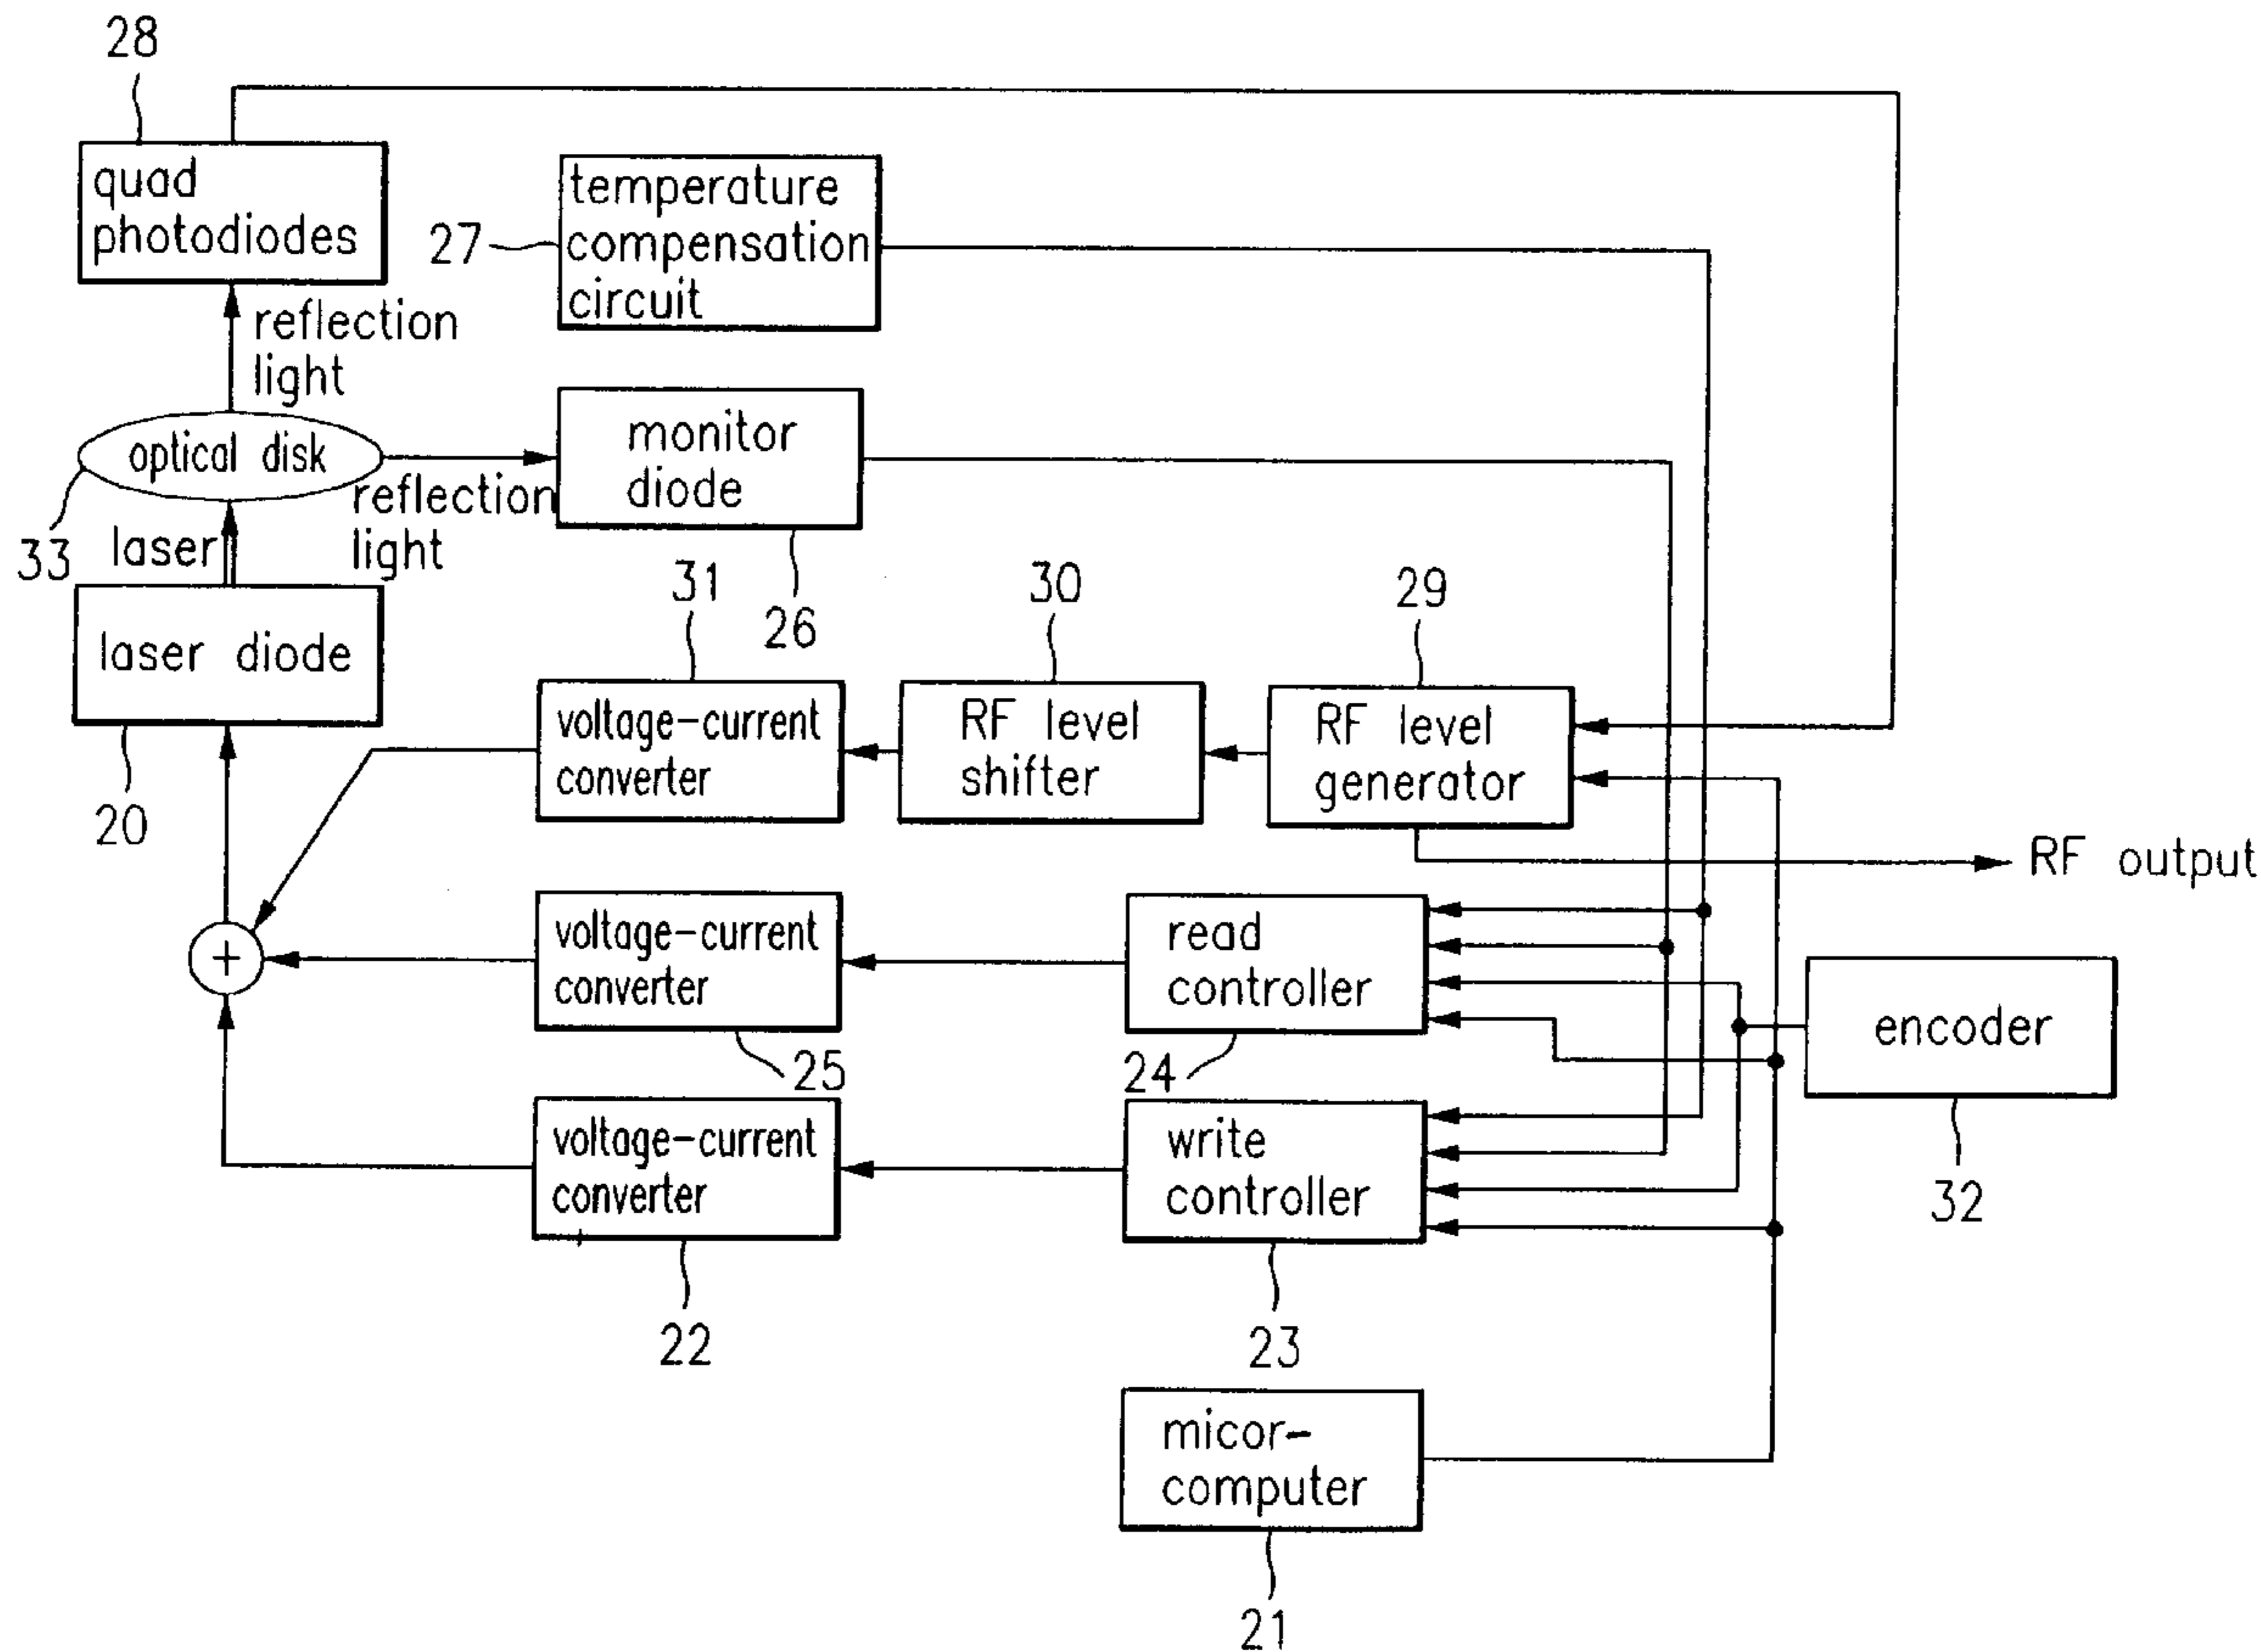 28
quad
photodiodes
27
temperature
compensation
circuit
reflection
light
optical disk
33
reflection
light
monitor
diode
26
laser
laser diode
20
31
voltage-current
converter
30
RF level
shifter
29
RF level
generator
RF output
+
voltage-current
converter
25
read
controller
24
encoder
32
voltage-current
converter
22
write
controller
23
micor-
computer
21